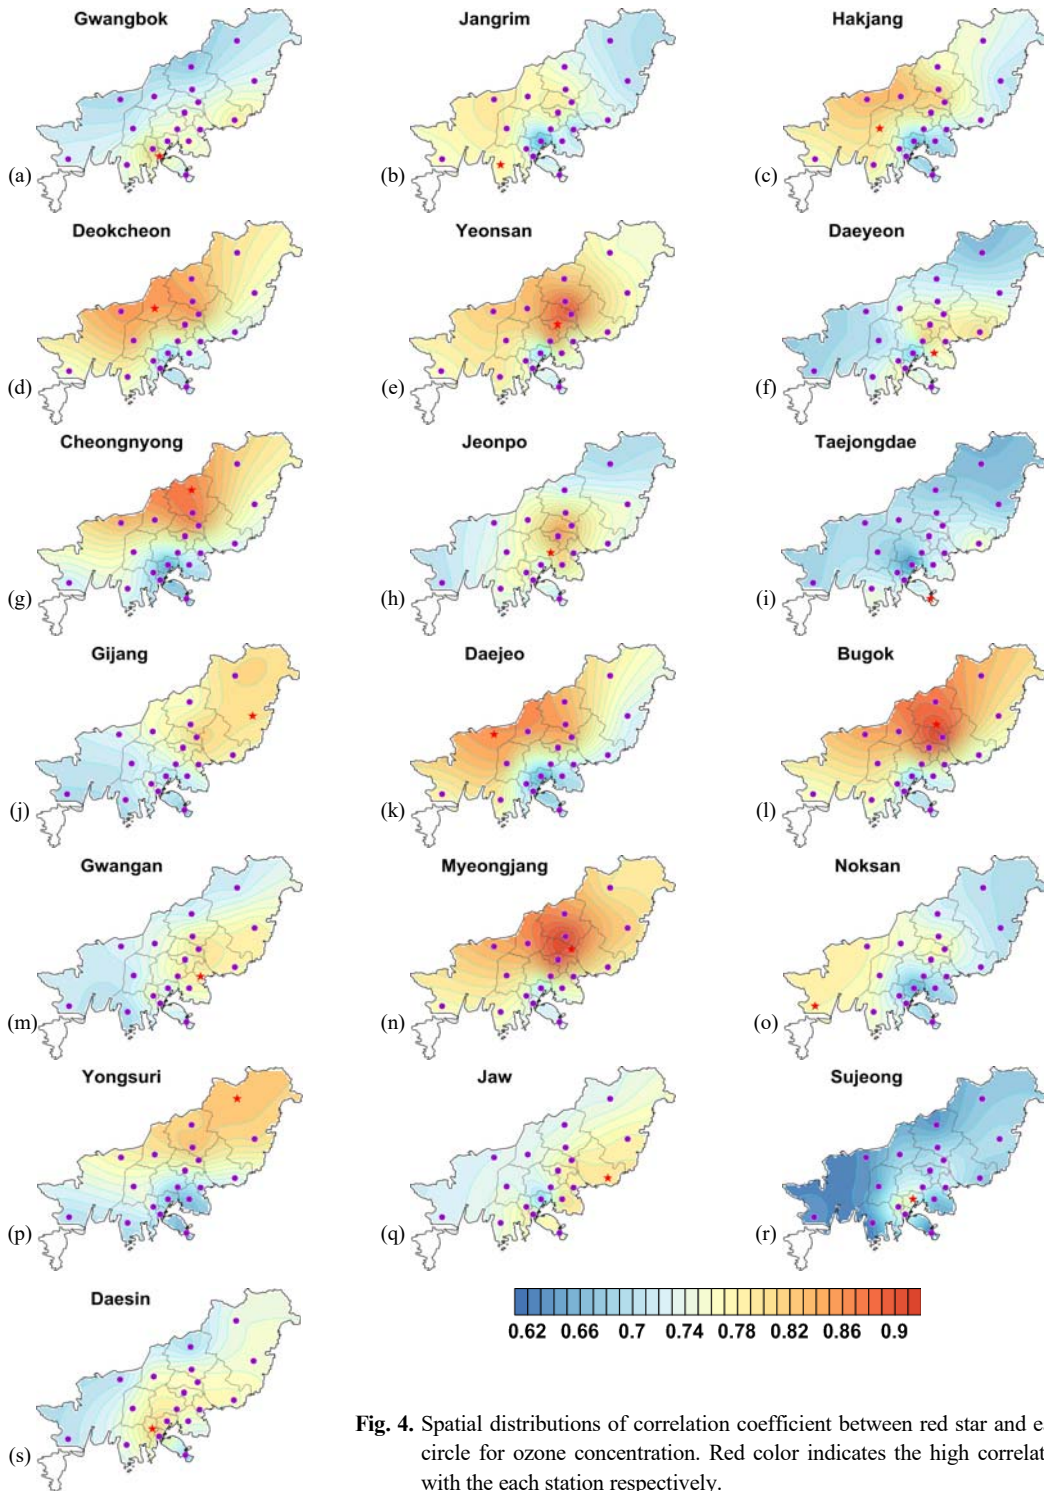 Gwangbok Jangrim Hakjang
(a) (b) (c)
Deokcheon Yeonsan Daeyeon
(d) (e) (f)
Cheongnyong Jeonpo Taejongdae
(g) (h) (i)
Gijang Daejeo Bugok
(j) (k) (l)
Gwangan Myeongjang Noksan
(m) (n) (o)
Yongsuri Jaw Sujeong
(p) (q) (r)
Daesin
0.62 0.66 0.7 0.74 0.78 0.82 0.86 0.9
(s)
Fig. 4. Spatial distributions of correlation coefficient between red star and
circle for ozone concentration. Red color indicates the high
with the each station respectively.